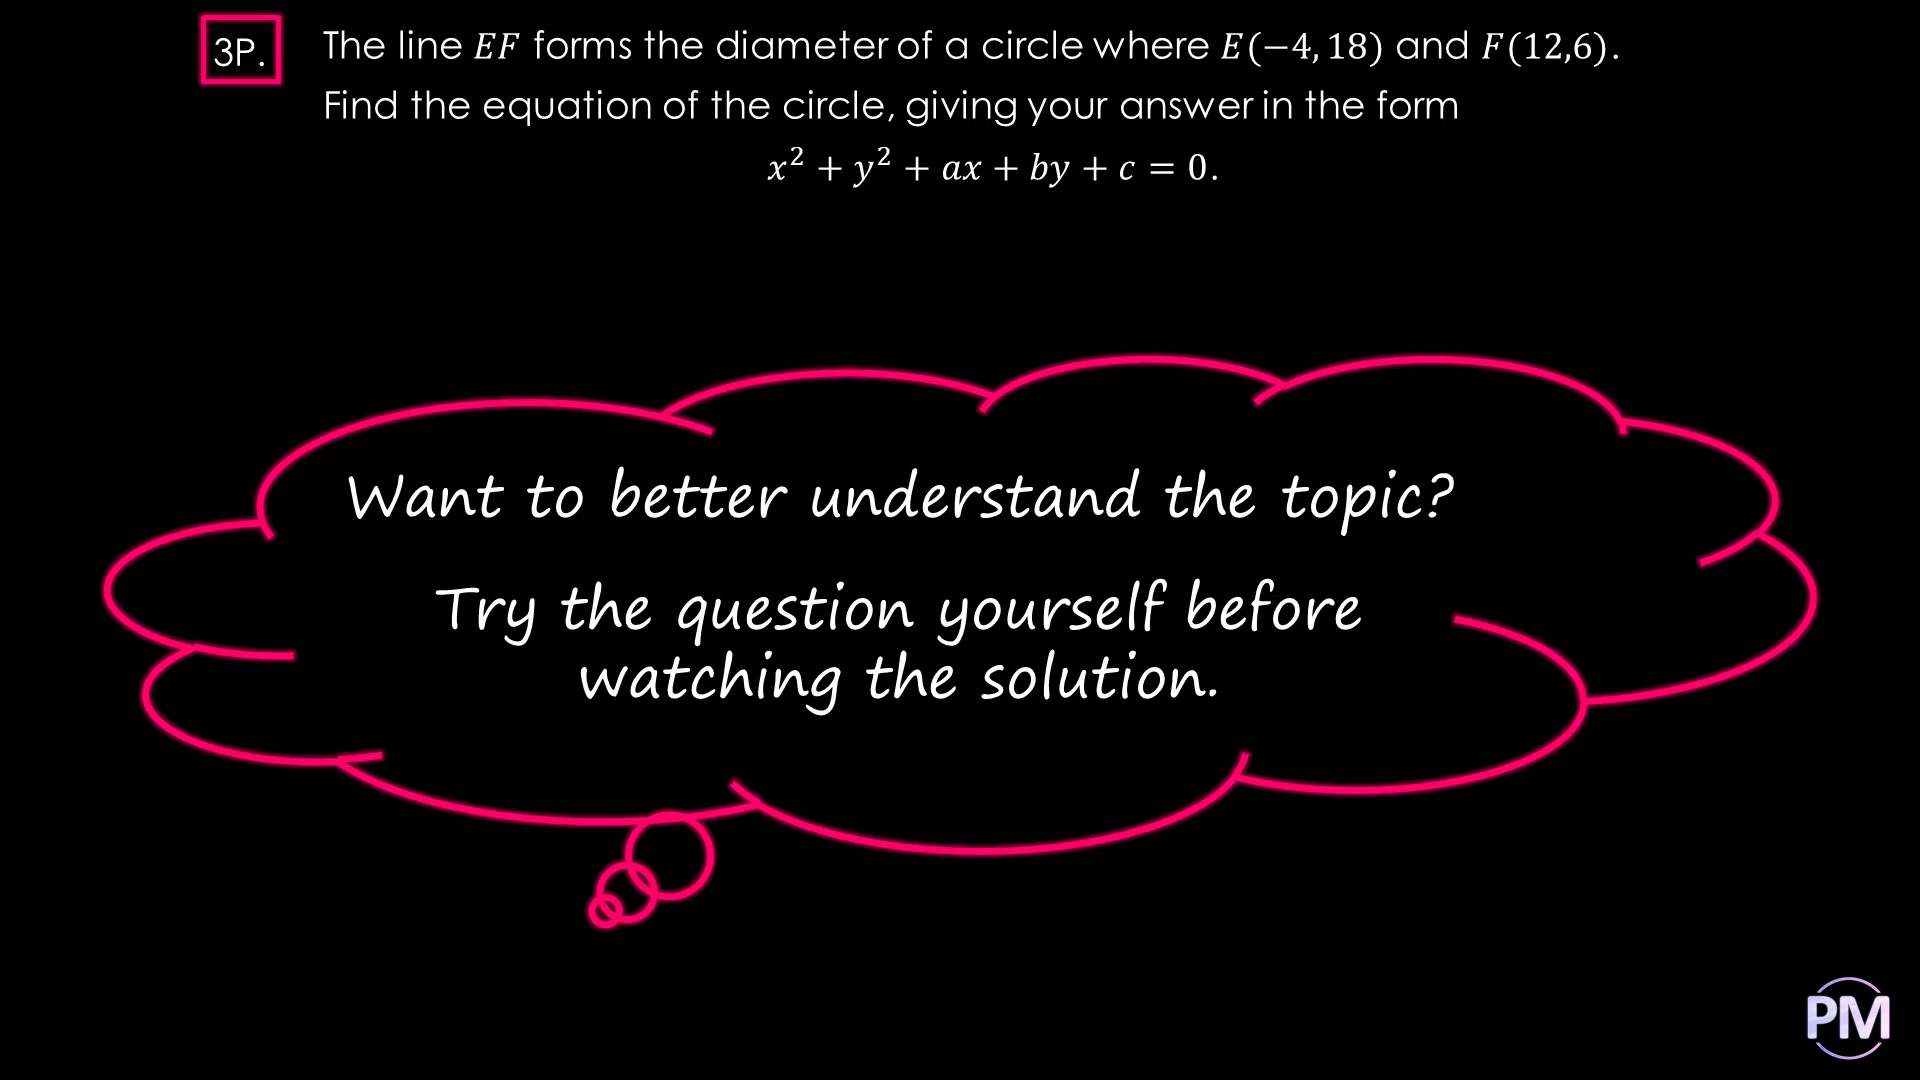 3P. The line EF forms the diameter of a circle where E(−4, 18) and F(12,6).
Find the equation of the circle, giving your answer in the form
x² + y² + ax + by + c = 0.
Want to better understand the topic?
Try the question yourself before
watching the solution.
PM